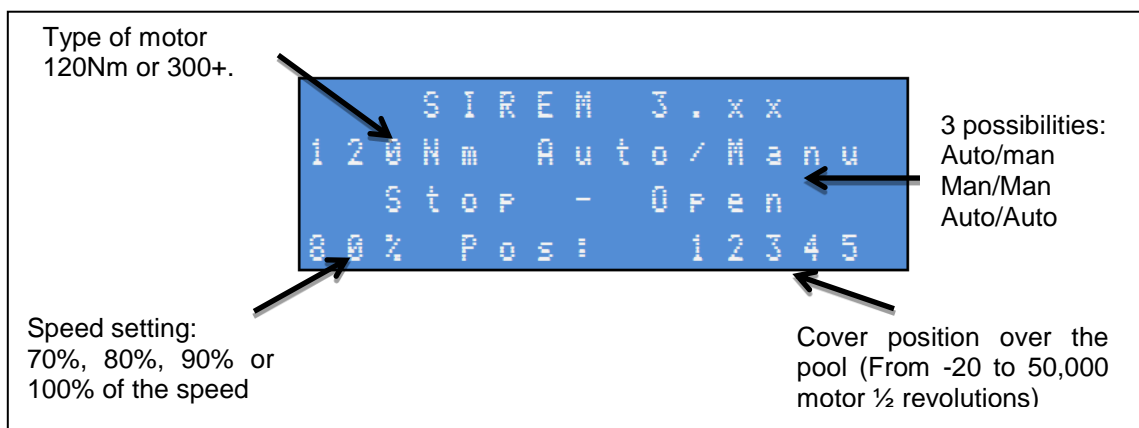 Type of motor
120Nm or 300+.
SIREM 3.xx
120Nm Auto/Manu
Stop - Open
80% Pos: 12345
3 possibilities:
Auto/man
Man/Man
Auto/Auto
Speed setting:
70%, 80%, 90% or
100% of the speed
Cover position over the
pool (From -20 to 50,000
motor ½ revolutions)